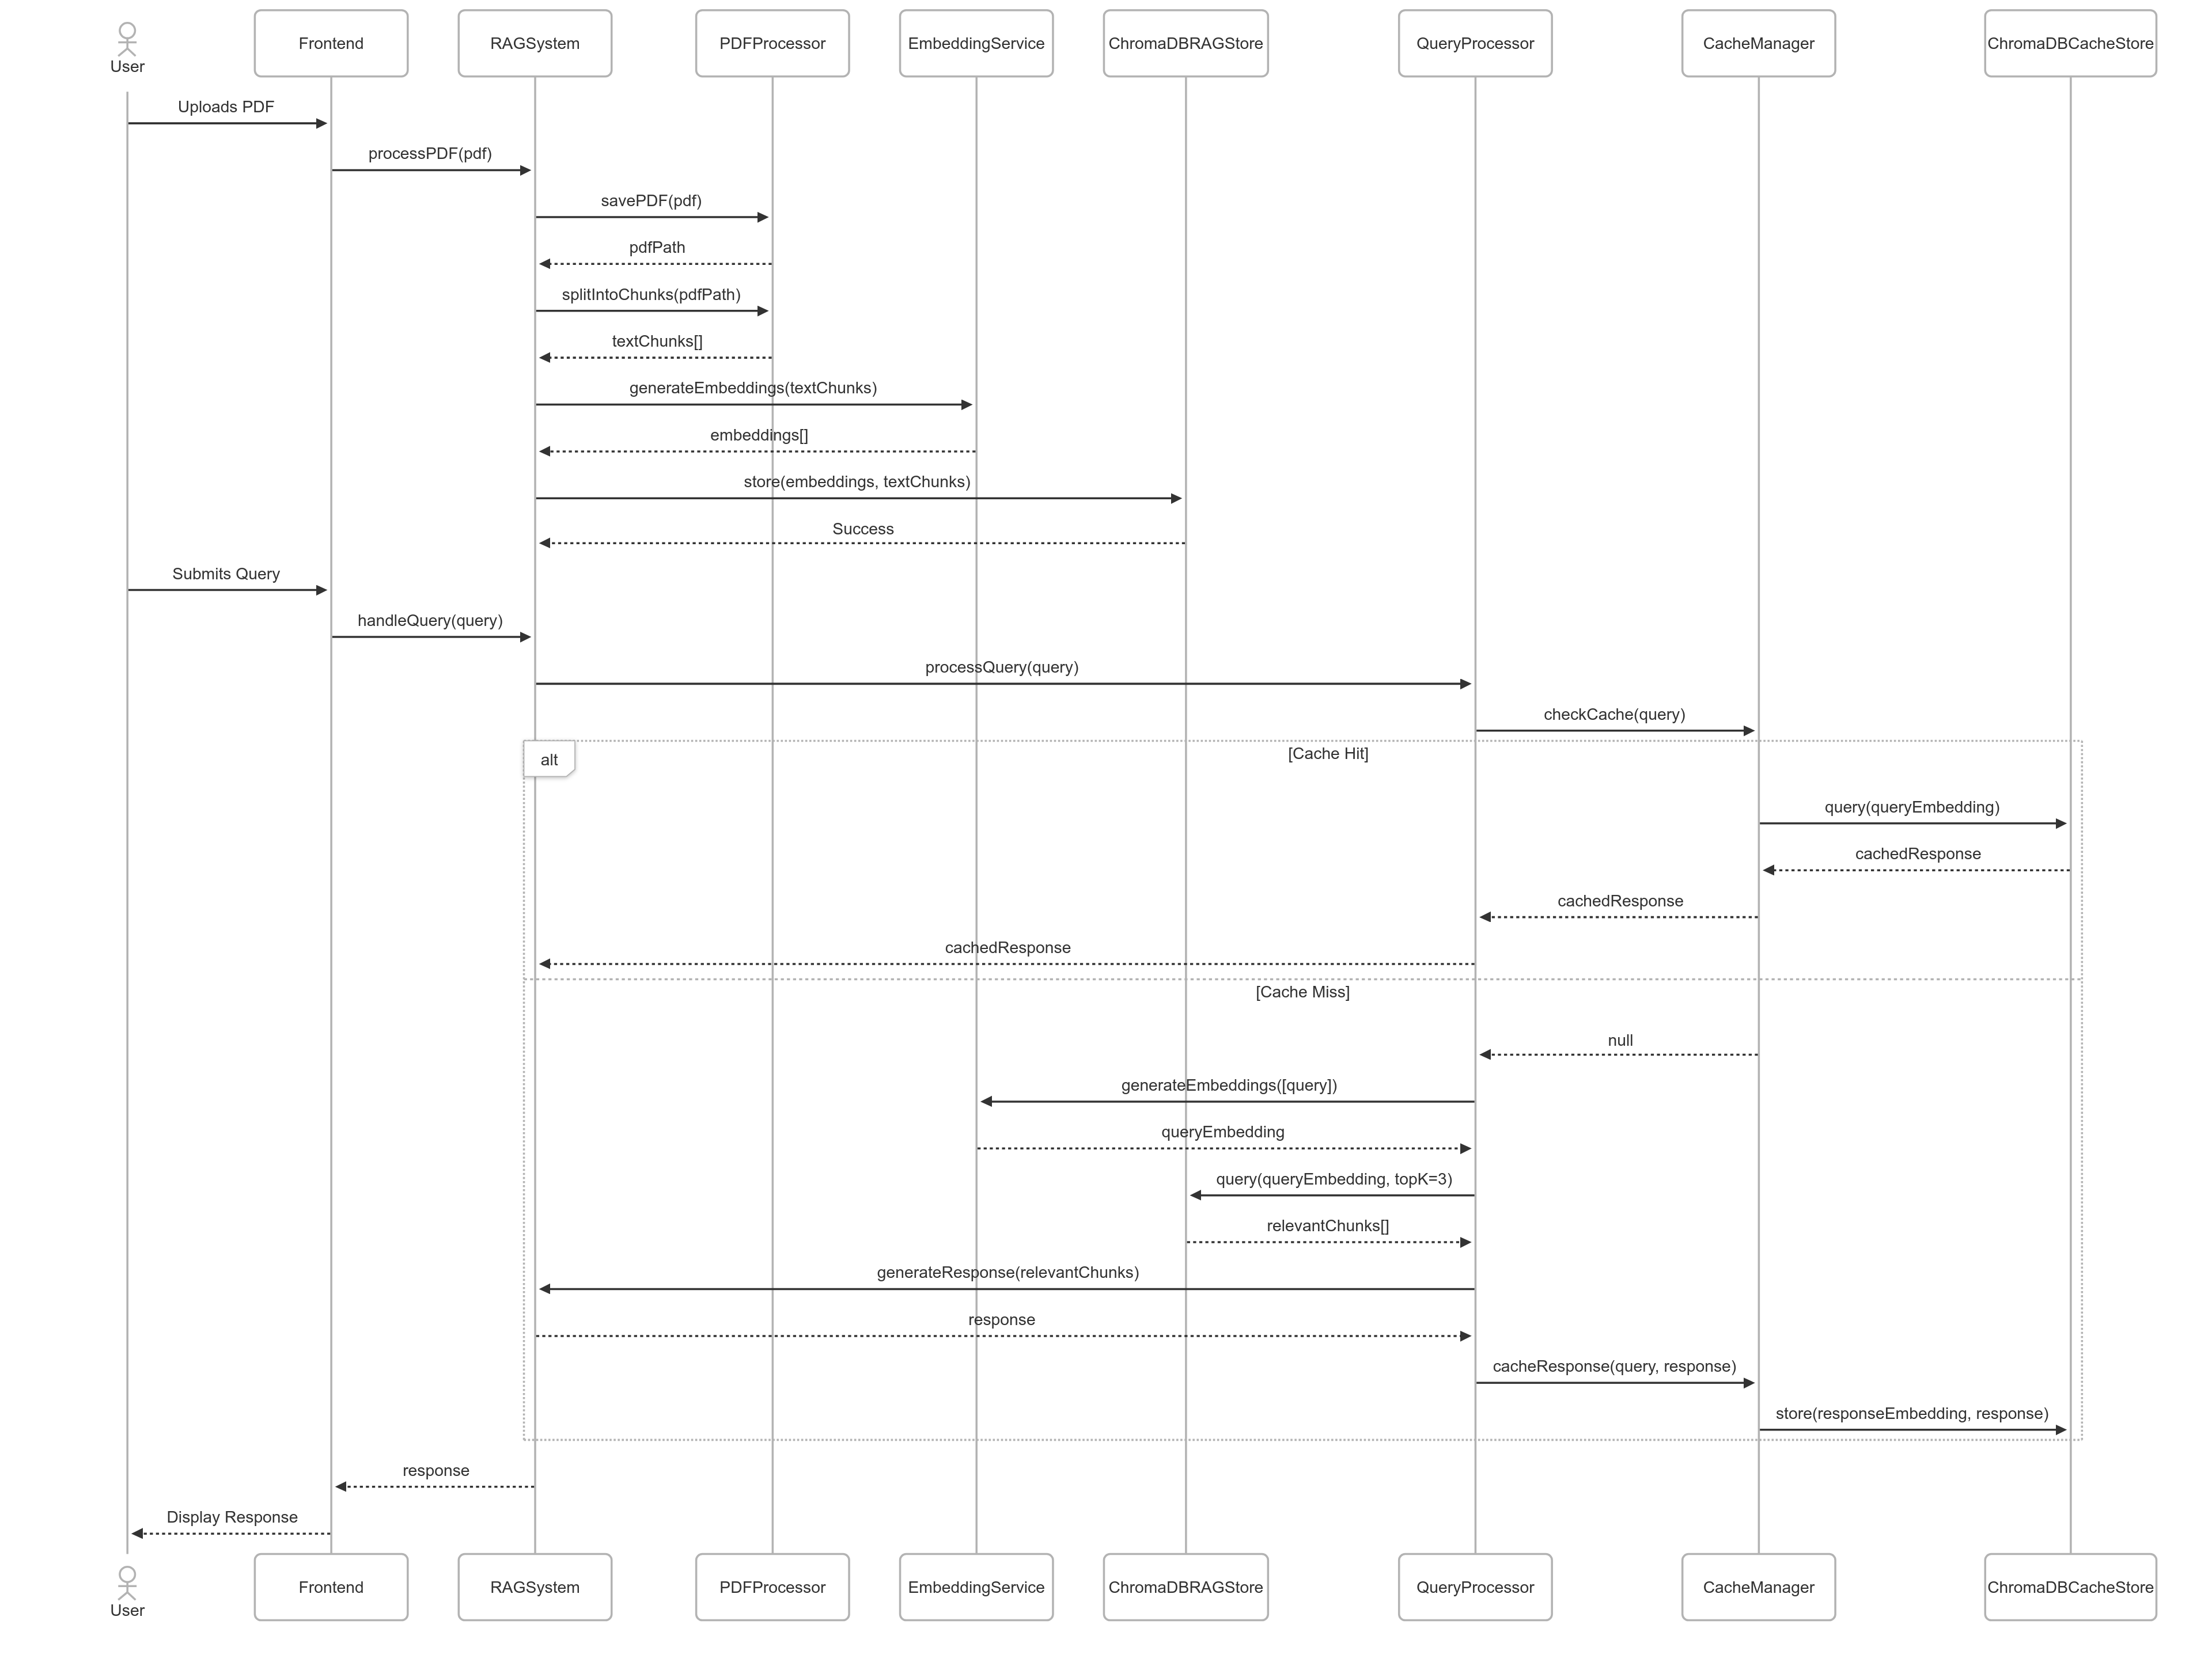 User
Frontend
RAGSystem
PDFProcessor
EmbeddingService
ChromaDBRAGStore
QueryProcessor
CacheManager
ChromaDBCacheStore
Uploads PDF
processPDF(pdf)
savePDF(pdf)
pdfPath
splitIntoChunks(pdfPath)
textChunks[]
generateEmbeddings(textChunks)
embeddings[]
store(embeddings, textChunks)
Success
Submits Query
handleQuery(query)
processQuery(query)
checkCache(query)
alt
[Cache Hit]
query(queryEmbedding)
cachedResponse
cachedResponse
cachedResponse
[Cache Miss]
null
generateEmbeddings([query])
queryEmbedding
query(queryEmbedding, topK=3)
relevantChunks[]
generateResponse(relevantChunks)
response
cacheResponse(query, response)
store(responseEmbedding, response)
response
Display Response
User
Frontend
RAGSystem
PDFProcessor
EmbeddingService
ChromaDBRAGStore
QueryProcessor
CacheManager
ChromaDBCacheStore